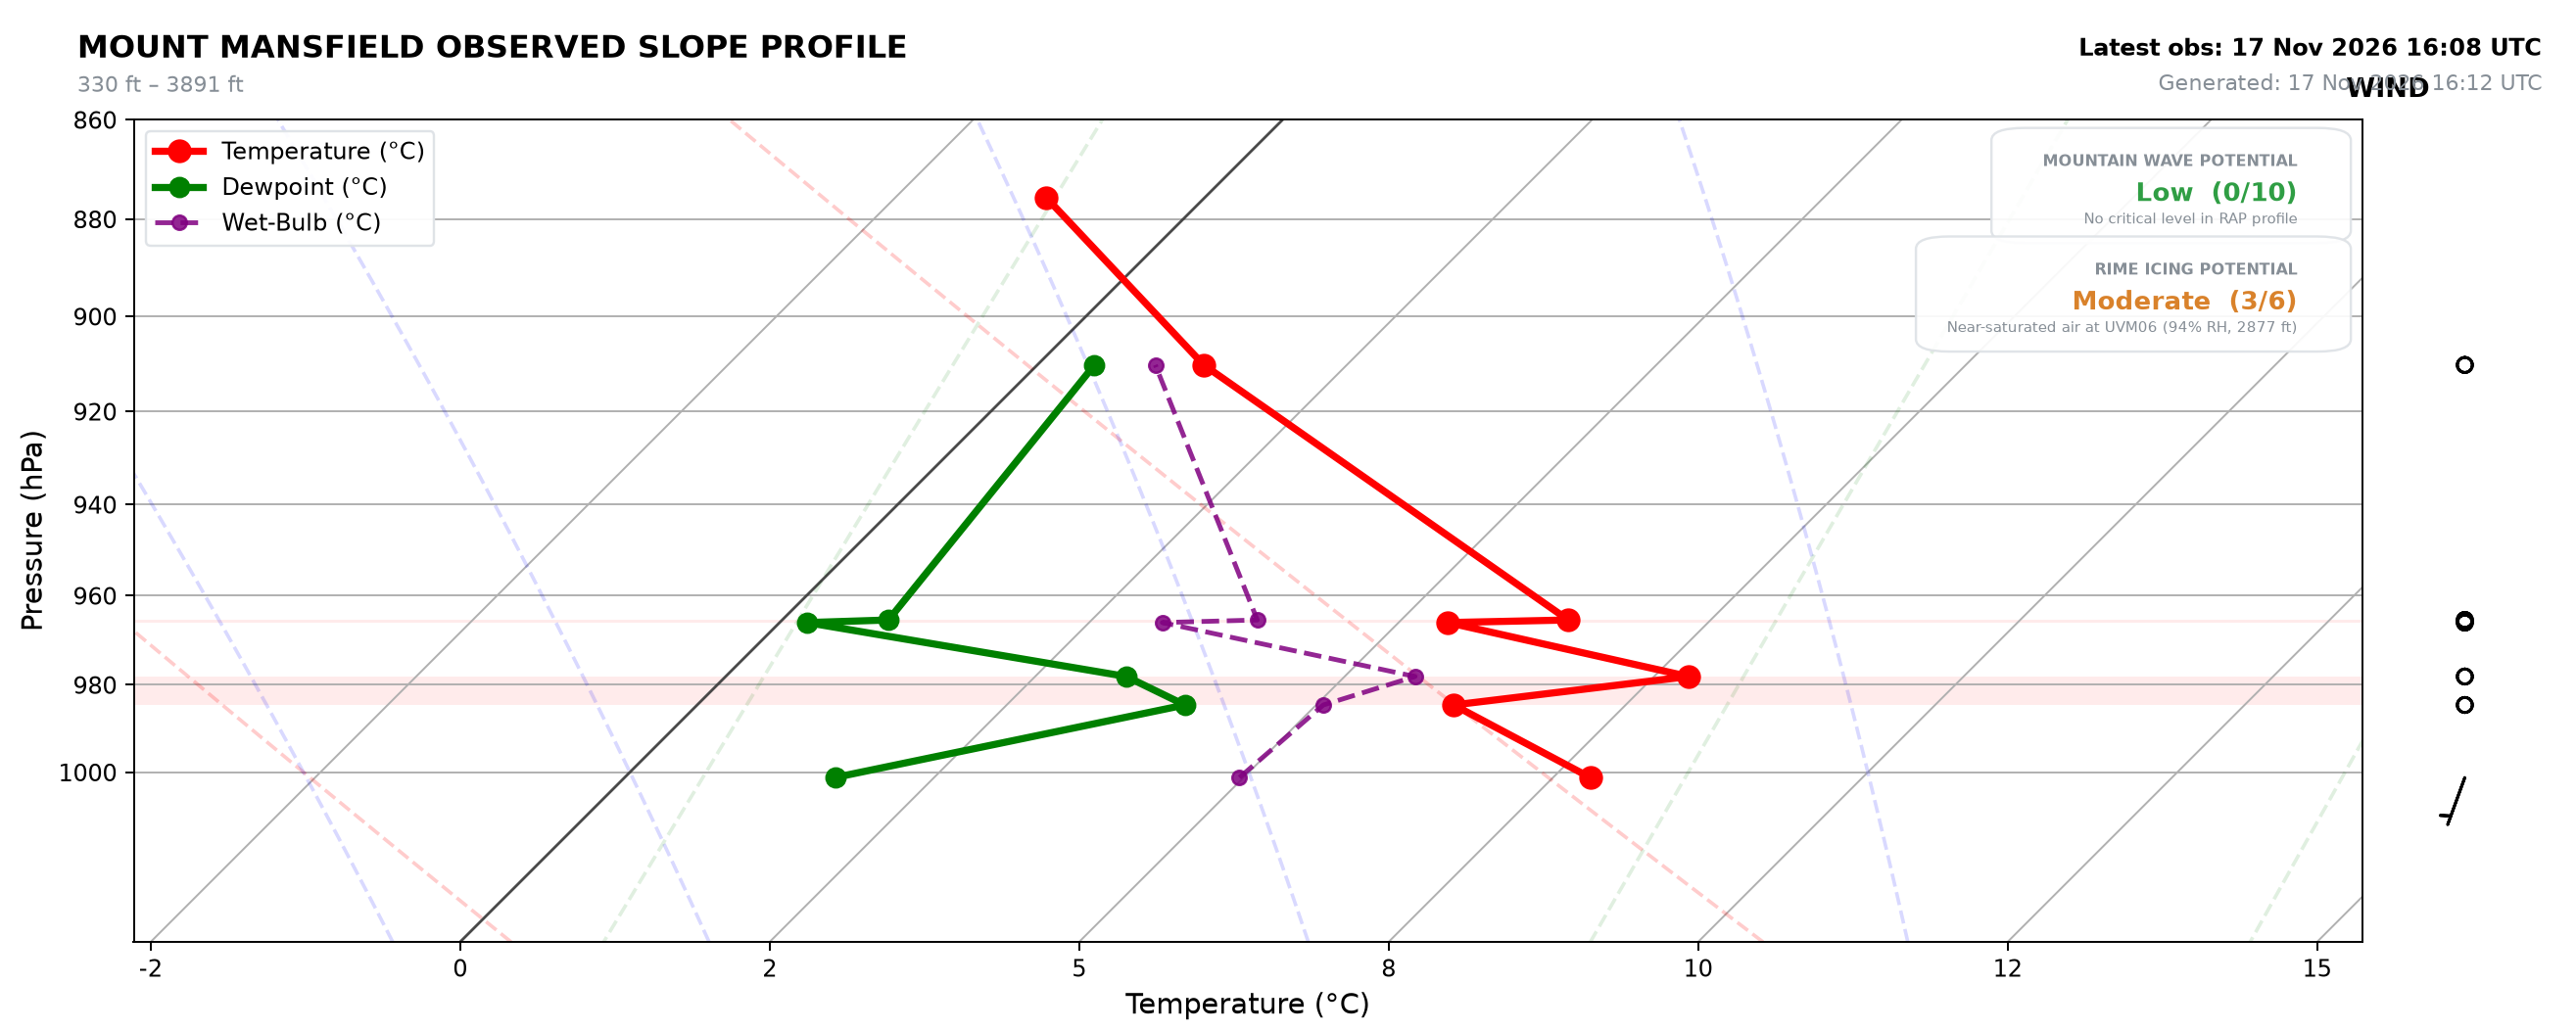 MOUNT MANSFIELD OBSERVED SLOPE PROFILE
330 ft – 3891 ft
Latest obs: 17 Nov 2026 16:08 UTC
Generated: 17 Nov 2026 16:12 UTC
WIND
Temperature (°C)
Dewpoint (°C)
Wet-Bulb (°C)
MOUNTAIN WAVE POTENTIAL
Low (0/10)
No critical level in RAP profile
RIME ICING POTENTIAL
Moderate (3/6)
Near-saturated air at UVM06 (94% RH, 2877 ft)
Pressure (hPa)
860
880
900
920
940
960
980
1000
-2 0 2 5 8 10 12 15
Temperature (°C)